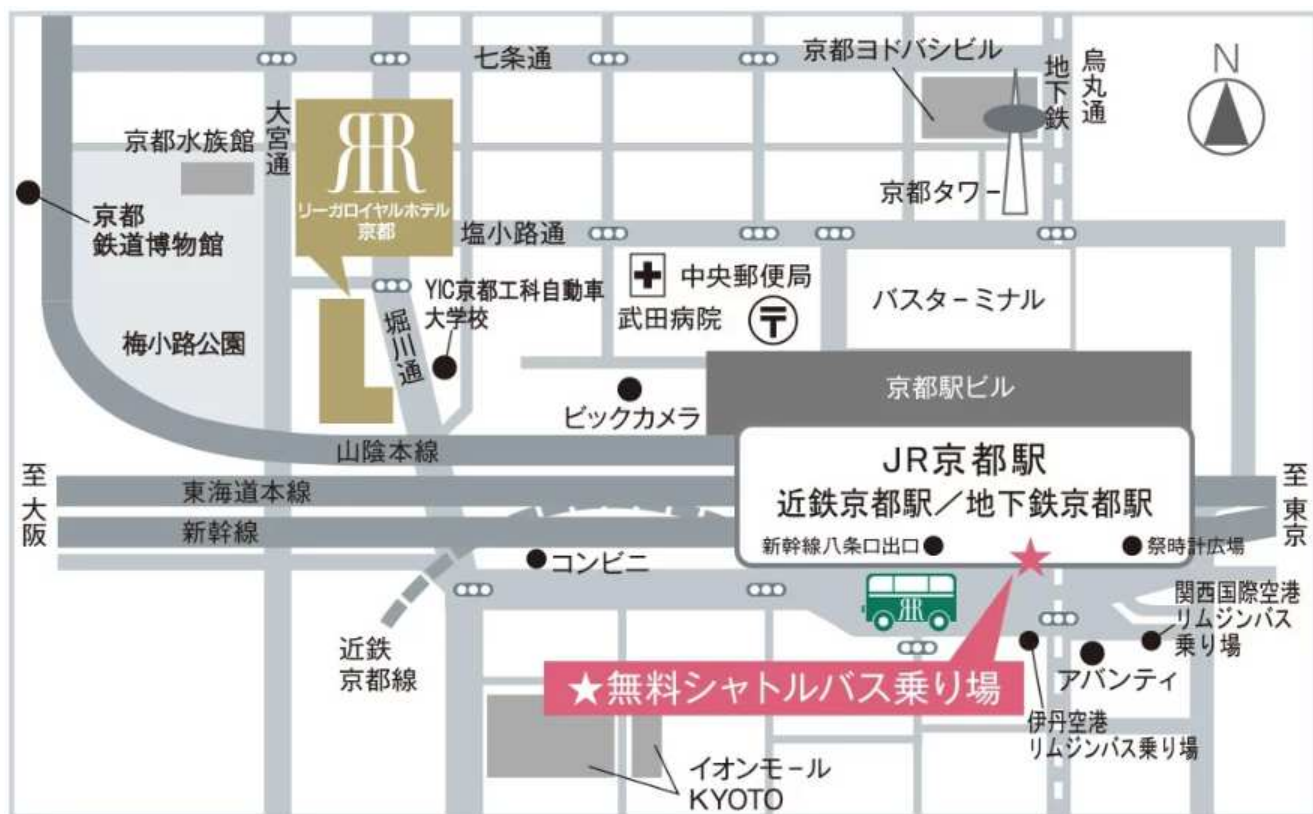 七条通
京都ヨドバシビル
地下鉄
烏丸通
N
大宮通
京都水族館
リーガロイヤルホテル
京都
京都タワー
京都
鉄道博物館
塩小路通
中央郵便局
武田病院
バスターミナル
YIC京都工科自動車
大学校
堀川通
梅小路公園
ビックカメラ
京都駅ビル
山陰本線
JR京都駅
近鉄京都駅/地下鉄京都駅
至大阪
東海道本線
至東京
新幹線
新幹線八条口出口
祭時計広場
コンビニ
関西国際空港
リムジンバス
乗り場
近鉄
京都線
★無料シャトルバス乗り場
アバンティ
伊丹空港
リムジンバス乗り場
イオンモール
KYOTO